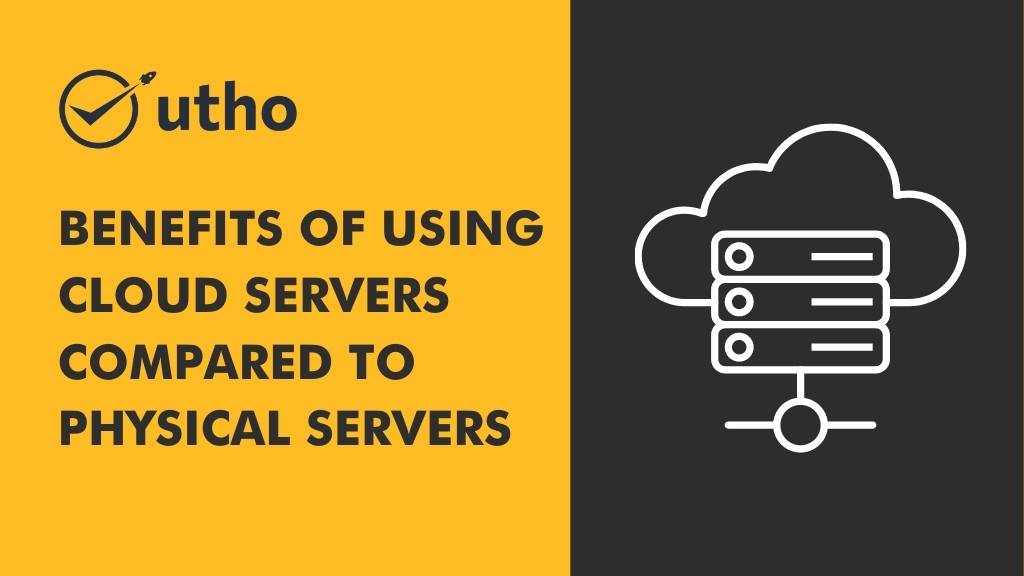 utho
BENEFITS OF USING
CLOUD SERVERS
COMPARED TO
PHYSICAL SERVERS